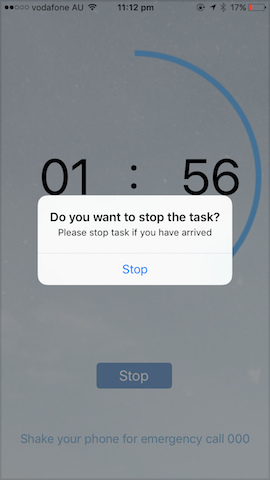 vodafone AU 11:12 pm 17%
01 : 56
Do you want to stop the task?
Please stop task if you have arrived
Stop
Stop
Shake your phone for emergency call 000